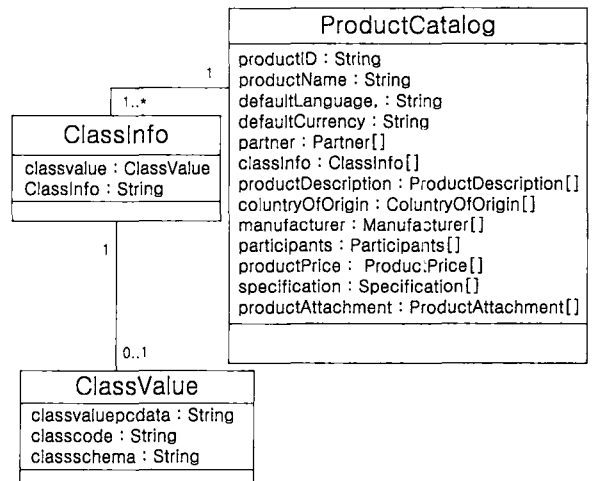 ProductCatalog
productID : String
productName : String
defaultLanguage, : String
defaultCurrency : String
partner : Partner[]
classInfo : ClassInfo[]
productDescription : ProductDescription[]
coluntryOfOrigin : ColuntryOfOrigin[]
manufacturer : Manufacturer[]
participants : Participants[]
productPrice : ProductPrice[]
specification : Specification[]
productAttachment : ProductAttachment[]
1
1..*
ClassInfo
classvalue : ClassValue
ClassInfo : String
1
0..1
ClassValue
classvaluepcdata : String
classcode : String
classschema : String